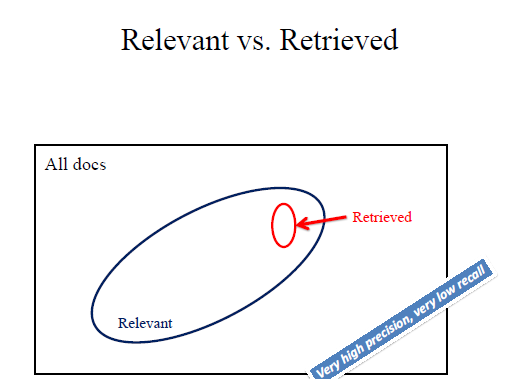 Relevant vs. Retrieved
All docs
Retrieved
Relevant
Very high precision, very low recall